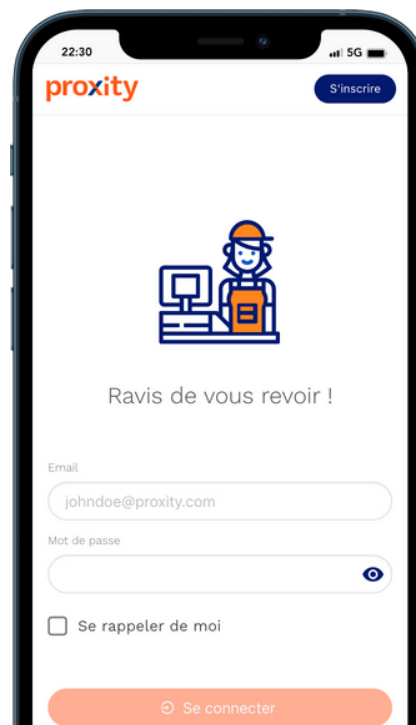 22:30
5G
proxity
S'inscrire
Ravis de vous revoir !
Email
johndoe@proxity.com
Mot de passe
Se rappeler de moi
Se connecter